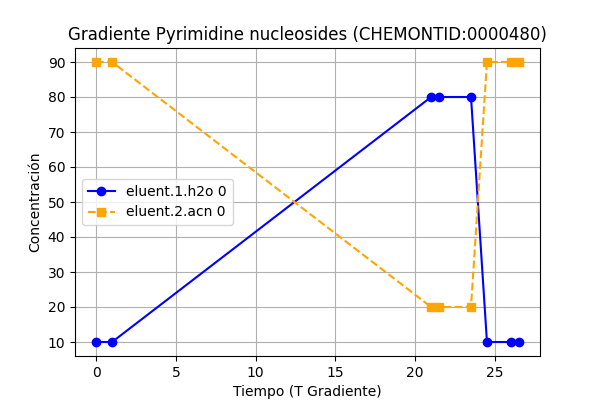 Gradiente Pyrimidine nucleosides (CHEMONTID:0000480)
90
80
70
60
50
40
30
20
10
Concentración
eluent.1.h2o 0
eluent.2.acn 0
0 5 10 15 20 25
Tiempo (T Gradiente)